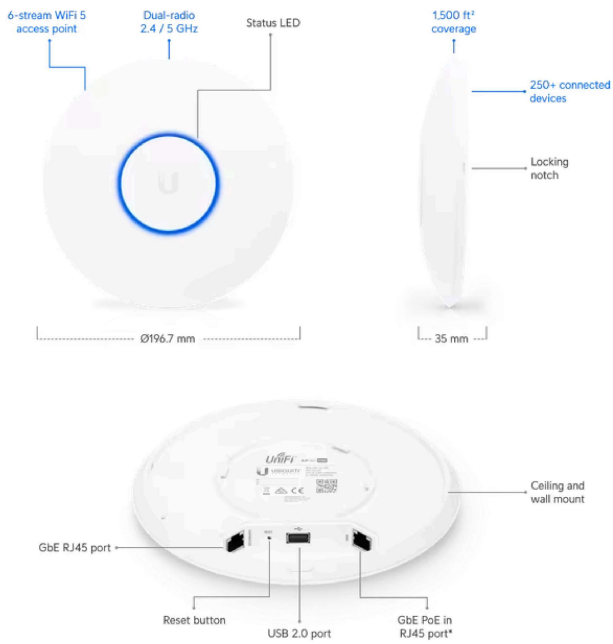 6-stream WiFi 5
access point
Dual-radio
2.4 / 5 GHz
Status LED
1,500 ft²
coverage
250+ connected
devices
Locking
notch
Ø196.7 mm
35 mm
UniFi
UBIQUITI
Ceiling and
wall mount
GbE RJ45 port
Reset button
USB 2.0 port
GbE PoE in
RJ45 port*